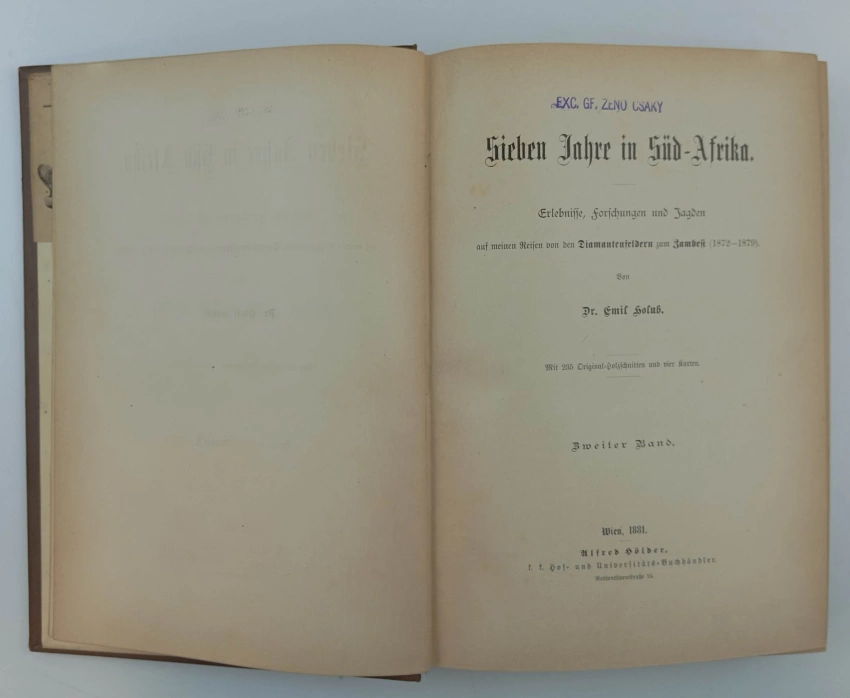 EXC. GF. ZENO CSAKY
Sieben Jahre in Süd-Afrika.
Erlebnisse, Forschungen und Jagden
auf meinen Reisen von den Diamantenfeldern zum Zambesi (1872–1879).
Von
Dr. Emil Holub.
Mit 235 Original-Holzschnitten und vier Karten.
Zweiter Band.
Wien, 1881.
Alfred Hölder,
k. k. Hof- und Universitäts-Buchhändler.